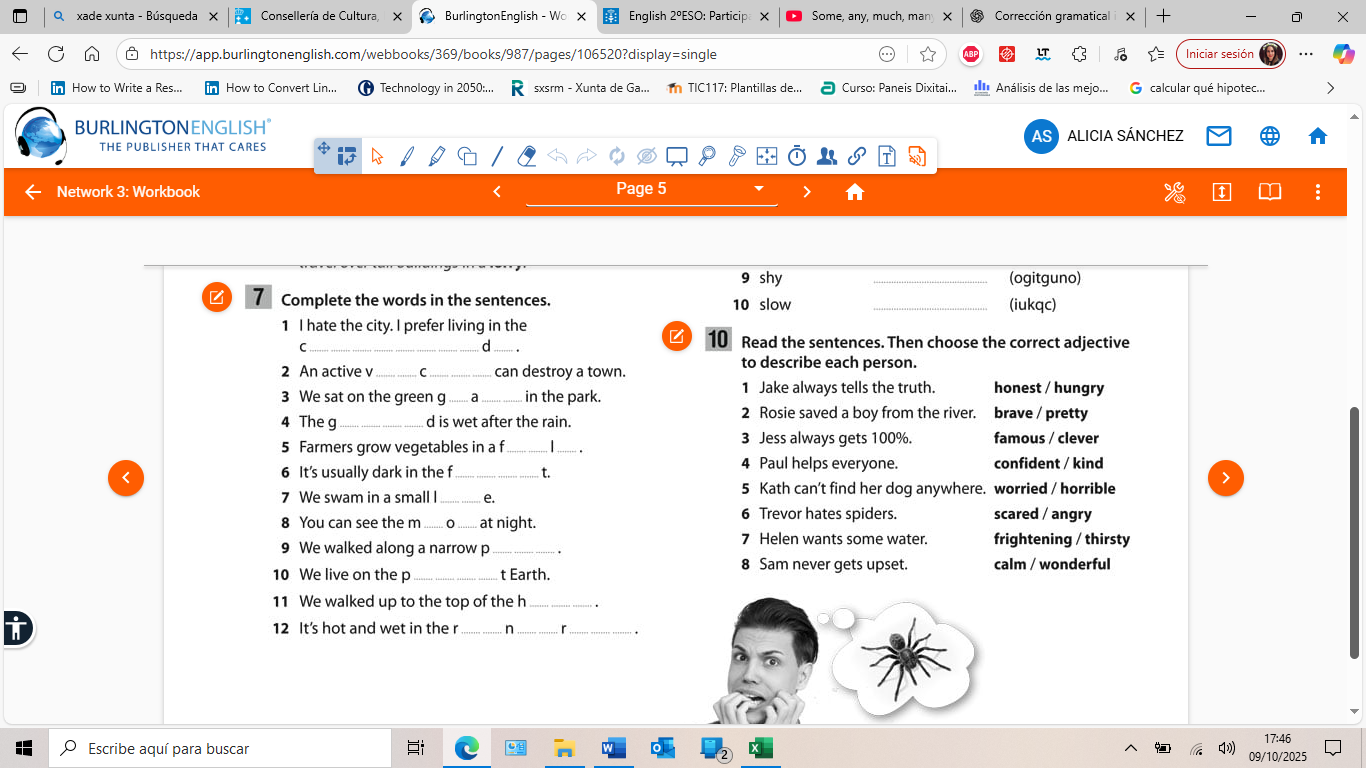 xade xunta - Búsqueda
Consellería de Cultura,
BurlingtonEnglish - Wo
English 2ºESO: Particip
Some, any, much, many
Corrección gramatical i
https://app.burlingtonenglish.com/webbooks/369/books/987/pages/106520?display=single
ABP
LT
Iniciar sesión
How to Write a Res...
How to Convert Lin...
Technology in 2050:...
sxsrm - Xunta de Ga...
TIC117: Plantillas de...
Curso: Paneis Dixitai...
Análisis de las mejo...
calcular qué hipotec...
BURLINGTONENGLISH®
THE PUBLISHER THAT CARES
AS
ALICIA SÁNCHEZ
Network 3: Workbook
Page 5
7 Complete the words in the sentences.
1 I hate the city. I prefer living in the
c ........ ........ ........ ........ ........ ........ ........ ........ d ........ .
2 An active v ........ ........ c ........ ........ ........ can destroy a town.
3 We sat on the green g ........ a ........ ........ in the park.
4 The g ........ ........ ........ ........ d is wet after the rain.
5 Farmers grow vegetables in a f ........ ........ l ........ .
6 It's usually dark in the f ........ ........ ........ ........ t.
7 We swam in a small l ........ ........ e.
8 You can see the m ........ o ........ at night.
9 We walked along a narrow p ........ ........ ........ .
10 We live on the p ........ ........ ........ ........ t Earth.
11 We walked up to the top of the h ........ ........ ........ .
12 It's hot and wet in the r ........ ........ n ........ ........ r ........ ........ ........ .
9 shy ........................................ (ogitguno)
10 slow ........................................ (iukqc)
10 Read the sentences. Then choose the correct adjective
to describe each person.
1 Jake always tells the truth. honest / hungry
2 Rosie saved a boy from the river. brave / pretty
3 Jess always gets 100%. famous / clever
4 Paul helps everyone. confident / kind
5 Kath can't find her dog anywhere. worried / horrible
6 Trevor hates spiders. scared / angry
7 Helen wants some water. frightening / thirsty
8 Sam never gets upset. calm / wonderful
Escribe aquí para buscar
2
17:46
09/10/2025